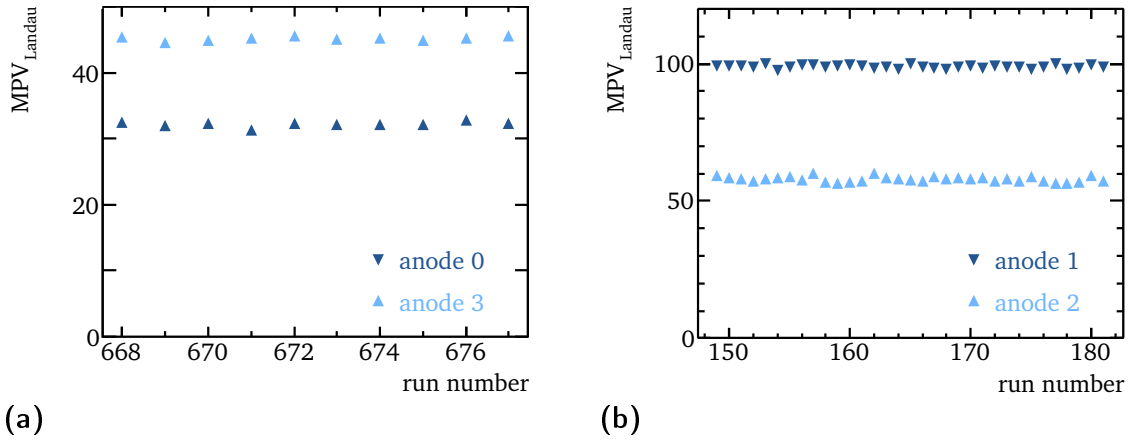 MPV_Landau
40
20
0
anode 0
anode 3
668 670 672 674 676
run number
(a)
MPV_Landau
100
50
0
anode 1
anode 2
150 160 170 180
run number
(b)